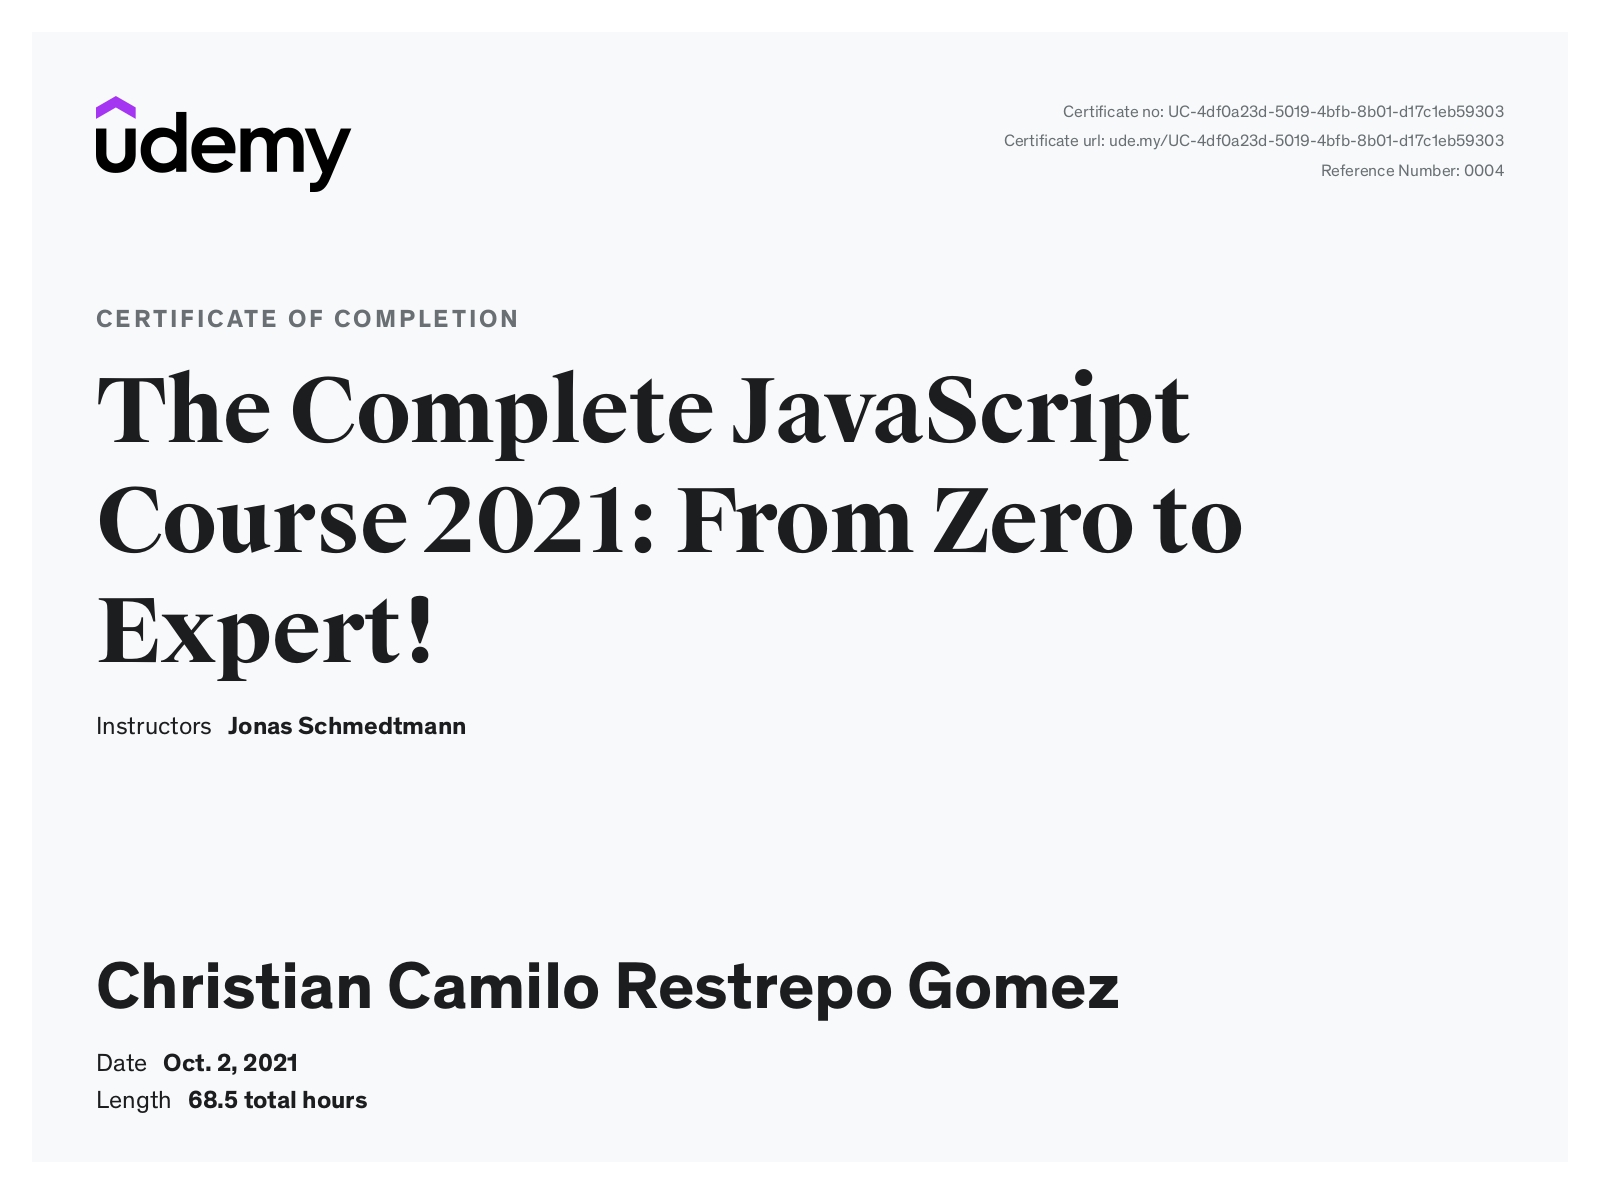 udemy
Certificate no: UC-4df0a23d-5019-4bfb-8b01-d17c1eb59303
Certificate url: ude.my/UC-4df0a23d-5019-4bfb-8b01-d17c1eb59303
Reference Number: 0004
CERTIFICATE OF COMPLETION
The Complete JavaScript
Course 2021: From Zero to
Expert!
Instructors Jonas Schmedtmann
Christian Camilo Restrepo Gomez
Date Oct. 2, 2021
Length 68.5 total hours